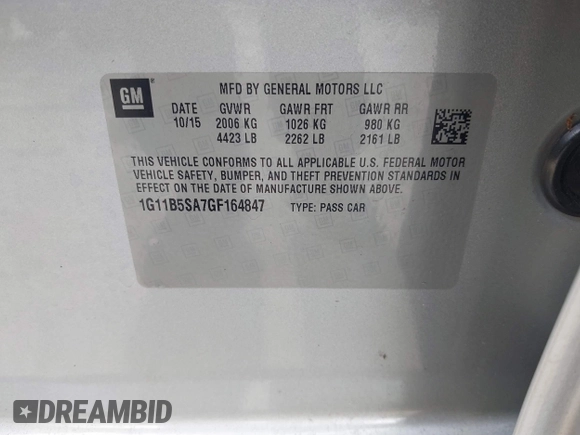 GM
MFD BY GENERAL MOTORS LLC
DATE GVWR GAWR FRT GAWR RR
10/15 2006 KG 1026 KG 980 KG
4423 LB 2262 LB 2161 LB
THIS VEHICLE CONFORMS TO ALL APPLICABLE U.S. FEDERAL MOTOR
VEHICLE SAFETY, BUMPER, AND THEFT PREVENTION STANDARDS IN
EFFECT ON THE DATE OF MANUFACTURE SHOWN ABOVE.
1G11B5SA7GF164847 TYPE: PASS CAR
DREAMBID